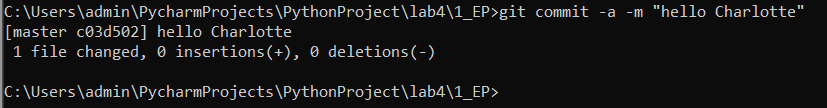 C:\Users\admin\PycharmProjects\PythonProject\lab4\1_EP>git commit -a -m "hello Charlotte"
[master c03d502] hello Charlotte
 1 file changed, 0 insertions(+), 0 deletions(-)
C:\Users\admin\PycharmProjects\PythonProject\lab4\1_EP>